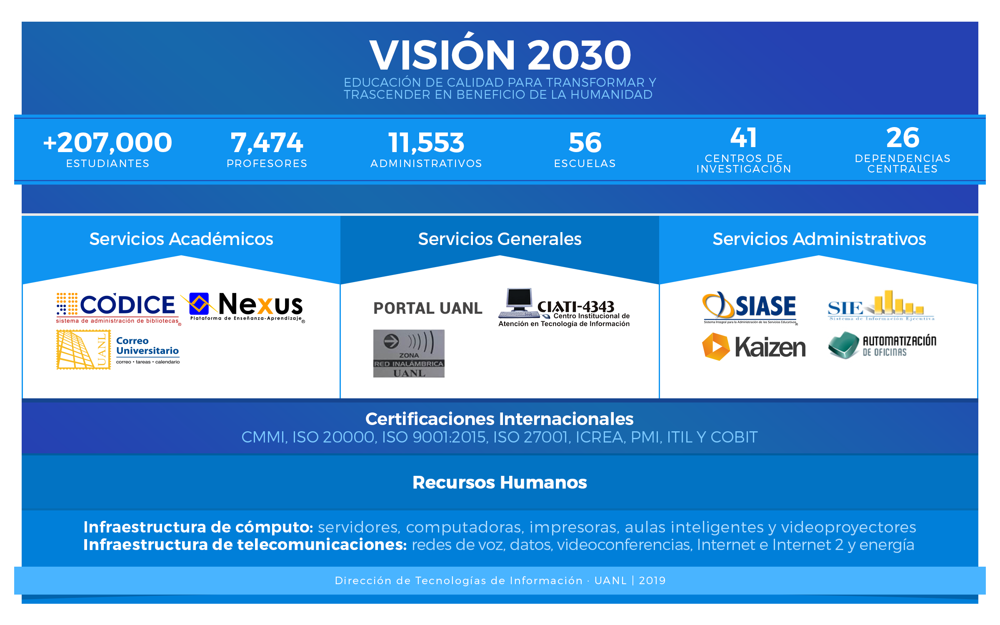 VISIÓN 2030
EDUCACIÓN DE CALIDAD PARA TRANSFORMAR Y
TRASCENDER EN BENEFICIO DE LA HUMANIDAD
+207,000
ESTUDIANTES
7,474
PROFESORES
11,553
ADMINISTRATIVOS
56
ESCUELAS
41
CENTROS DE
INVESTIGACIÓN
26
DEPENDENCIAS
CENTRALES
Servicios Académicos
CÓDICE
sistema de administración de bibliotecas®
Nexus
Plataforma de Enseñanza-Aprendizaje®
UANL
Correo
Universitario
correo • tareas • calendario
Servicios Generales
PORTAL UANL
CIATI-4343
Centro Institucional de
Atención en Tecnología de Información
ZONA
RED INALÁMBRICA
UANL
Servicios Administrativos
SIASE
Sistema Integral para la Administración de los Servicios Educativos®
SIE
Sistema de Información Ejecutiva
Kaizen
AUTOMATIZACIÓN
DE OFICINAS
Certificaciones Internacionales
CMMI, ISO 20000, ISO 9001:2015, ISO 27001, ICREA, PMI, ITIL Y COBIT
Recursos Humanos
Infraestructura de cómputo: servidores, computadoras, impresoras, aulas inteligentes y videoproyectores
Infraestructura de telecomunicaciones: redes de voz, datos, videoconferencias, Internet e Internet 2 y energía
Dirección de Tecnologías de Información · UANL | 2019